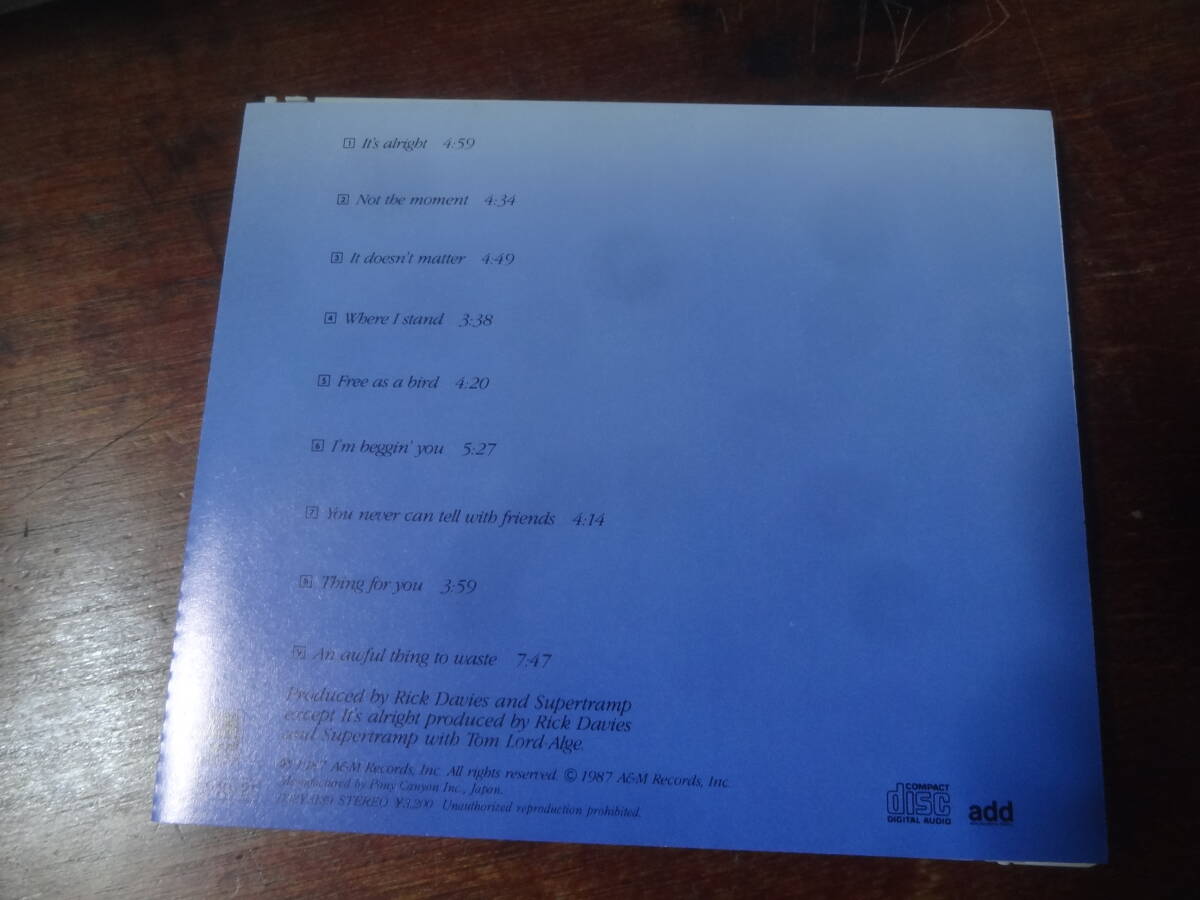 1 It's alright 4:59
2 Not the moment 4:34
3 It doesn't matter 4:49
4 Where I stand 3:38
5 Free as a bird 4:20
6 I'm beggin' you 5:27
7 You never can tell with friends 4:14
8 Thing for you 3:59
9 An awful thing to waste 7:47
Produced by Rick Davies and Supertramp
except It's alright produced by Rick Davies
and Supertramp with Tom Lord-Alge.
℗ 1987 A&M Records, Inc. All rights reserved. © 1987 A&M Records, Inc.
Manufactured by Pony Canyon Inc., Japan.
STEREO ¥3,200 Unauthorized reproduction prohibited.
COMPACT
disc
DIGITAL AUDIO
add